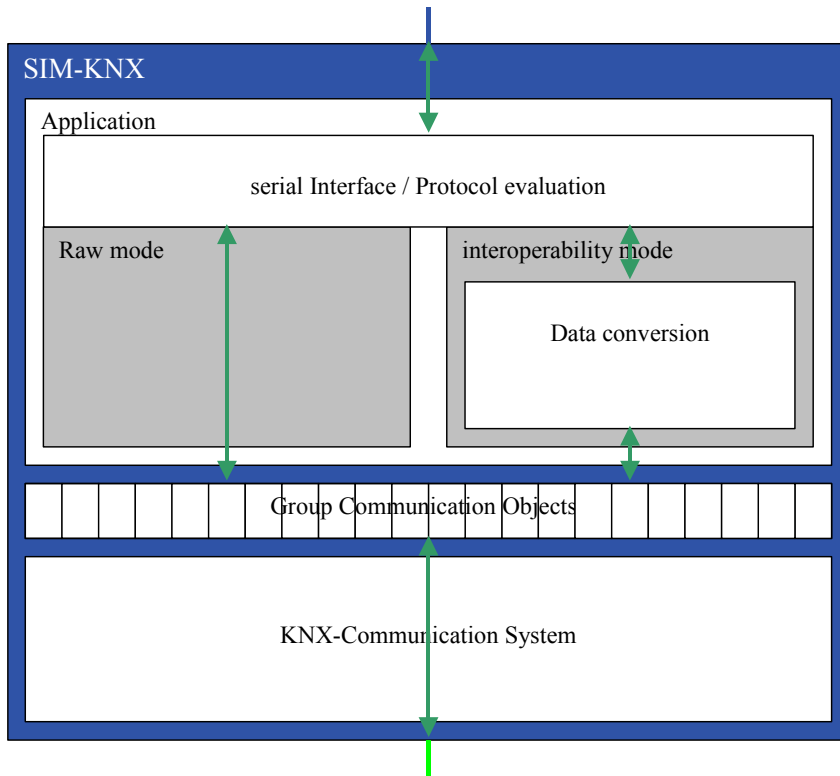 SIM-KNX
Application
serial Interface / Protocol evaluation
Raw mode
interoperability mode
Data conversion
Group Communication Objects
KNX-Communication System